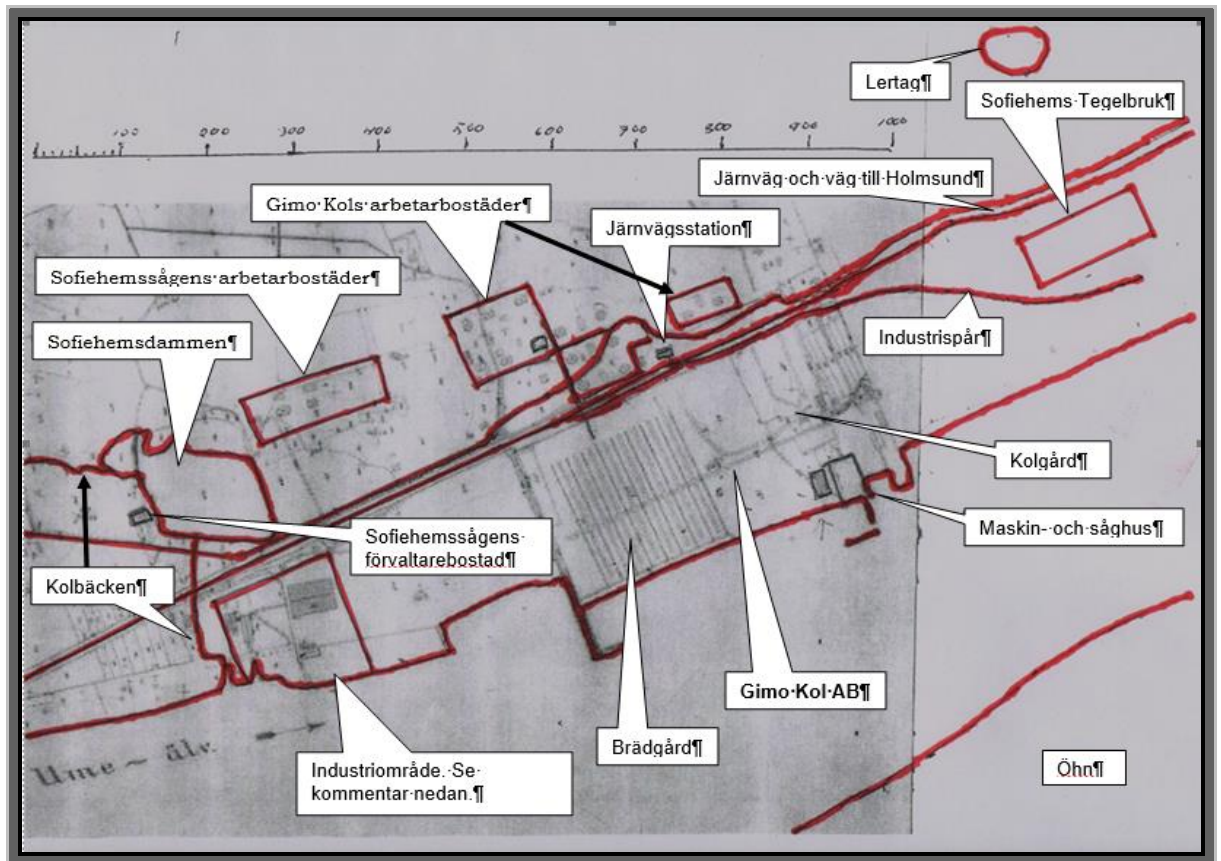 Lertag¶
Sofiehems·Tegelbruk¶
100 200 300 400 500 600 700 800 900 1000
Järnväg·och·väg·till·Holmsund¶
Gimo·Kols·arbetarbostäder¶
Järnvägsstation¶
Sofiehemssågens·arbetarbostäder¶
Sofiehemsdammen¶
Industrispår¶
Kolgård¶
Sofiehemssågens·
förvaltarebostad¶
Maskin-·och·såghus¶
Kolbäcken¶
Gimo·Kol·AB¶
Brädgård¶
Ume~älv.
Industriområde.·Se·
kommentar·nedan.¶
Öhn¶